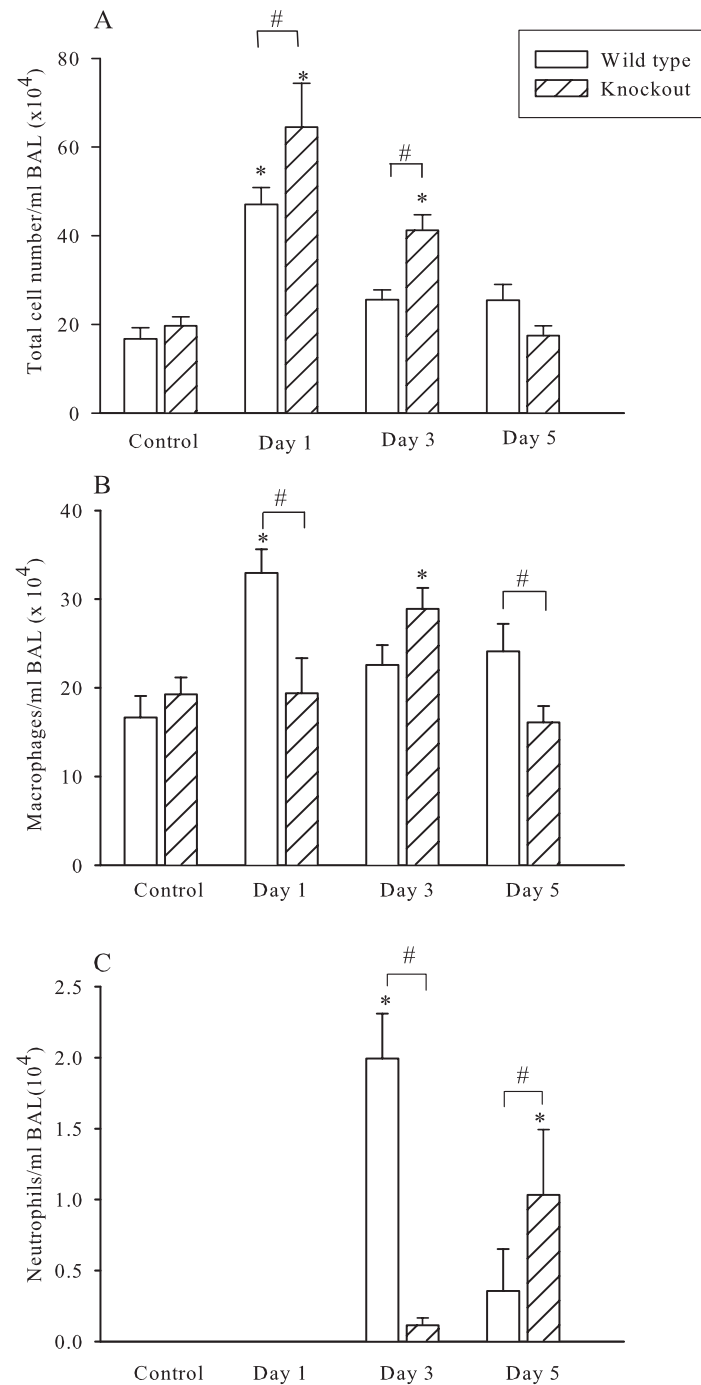 A
#
Wild type
Knockout
80
60
40
20
0
Total cell number/ml BAL (x10⁴)
*
*
#
*
Control
Day 1
Day 3
Day 5
B
#
40
30
20
10
0
Macrophages/ml BAL (x 10⁴)
*
*
#
Control
Day 1
Day 3
Day 5
C
#
2.5
2.0
1.5
1.0
0.5
0.0
Neutrophils/ml BAL(10⁴)
*
#
*
Control
Day 1
Day 3
Day 5